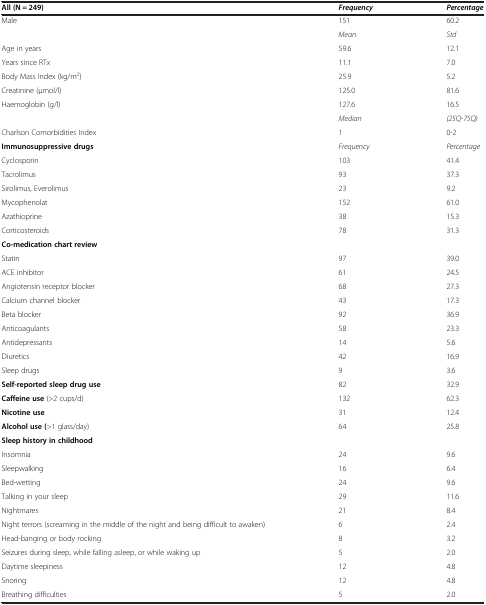 All (N = 249) Frequency Percentage
Male 151 60.2
Mean Std
Age in years 59.6 12.1
Years since RTx 11.1 7.0
Body Mass Index (kg/m²) 25.9 5.2
Creatinine (μmol/l) 125.0 81.6
Haemoglobin (g/l) 127.6 16.5
Median (25Q-75Q)
Charlson Comorbidities Index 1 0-2
Immunosuppressive drugs Frequency Percentage
Cyclosporin 103 41.4
Tacrolimus 93 37.3
Sirolimus, Everolimus 23 9.2
Mycophenolat 152 61.0
Azathioprine 38 15.3
Corticosteroids 78 31.3
Co-medication chart review
Statin 97 39.0
ACE inhibitor 61 24.5
Angiotensin receptor blocker 68 27.3
Calcium channel blocker 43 17.3
Beta blocker 92 36.9
Anticoagulants 58 23.3
Antidepressants 14 5.6
Diuretics 42 16.9
Sleep drugs 9 3.6
Self-reported sleep drug use 82 32.9
Caffeine use (>2 cups/d) 132 62.3
Nicotine use 31 12.4
Alcohol use (>1 glass/day) 64 25.8
Sleep history in childhood
Insomnia 24 9.6
Sleepwalking 16 6.4
Bed-wetting 24 9.6
Talking in your sleep 29 11.6
Nightmares 21 8.4
Night terrors (screaming in the middle of the night and being difficult to awaken) 6 2.4
Head-banging or body rocking 8 3.2
Seizures during sleep, while falling asleep, or while waking up 5 2.0
Daytime sleepiness 12 4.8
Snoring 12 4.8
Breathing difficulties 5 2.0